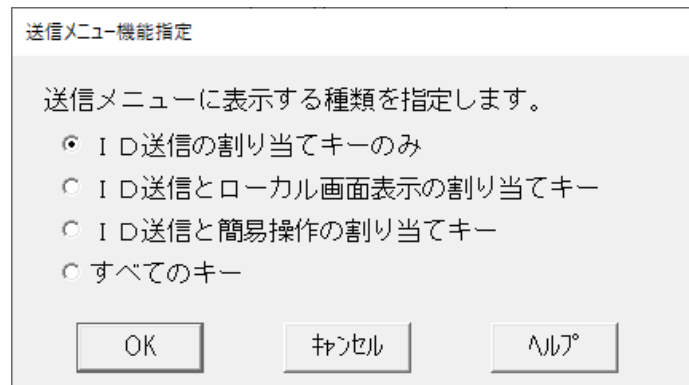 送信ﾒﾆｭｰ機能指定
送信メニューに表示する種類を指定します。
ＩＤ送信の割り当てキーのみ
ＩＤ送信とローカル画面表示の割り当てキー
ＩＤ送信と簡易操作の割り当てキー
すべてのキー
OK ｷｬﾝｾﾙ ﾍﾙﾌﾟ